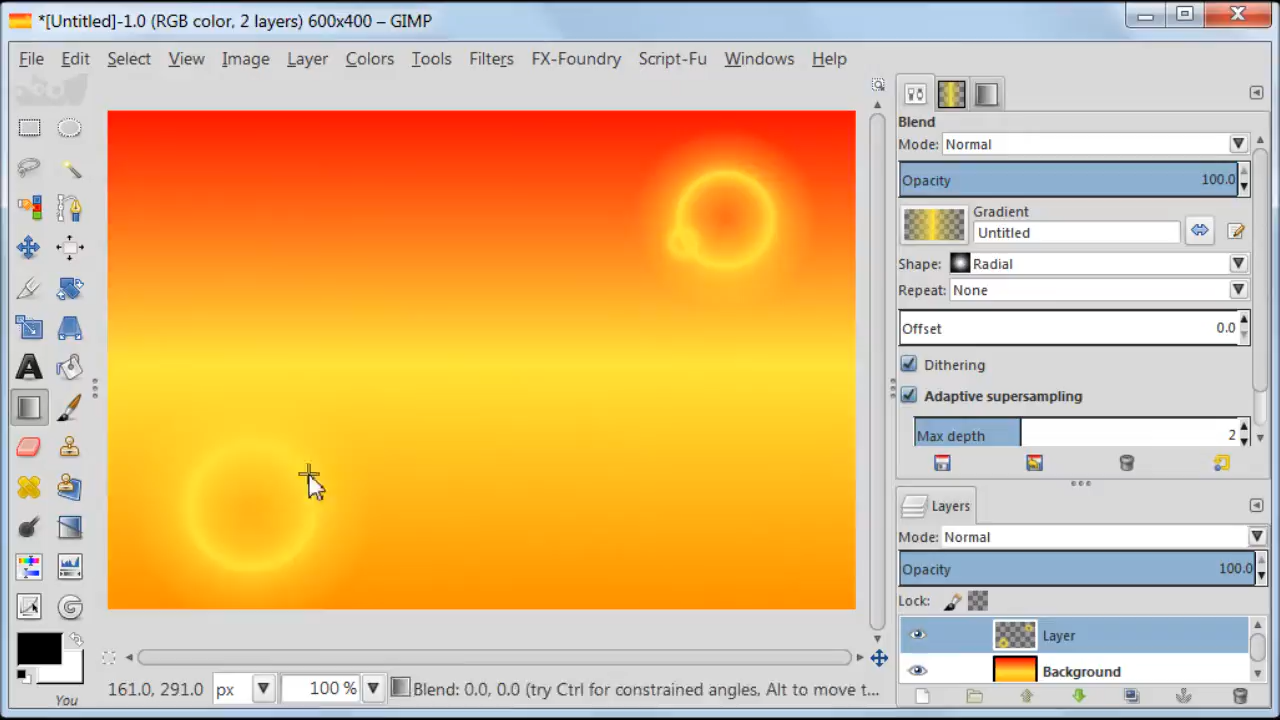 *[Untitled]-1.0 (RGB color, 2 layers) 600x400 – GIMP
File Edit Select View Image Layer Colors Tools Filters FX-Foundry Script-Fu Windows Help
Blend
Mode: Normal
Opacity 100.0
Gradient
Untitled
Shape: Radial
Repeat: None
Offset 0.0
Dithering
Adaptive supersampling
Max depth 2
Layers
Mode: Normal
Opacity 100.0
Lock:
Layer
Background
161.0, 291.0 px 100 % Blend: 0.0, 0.0 (try Ctrl for constrained angles, Alt to move t...
You